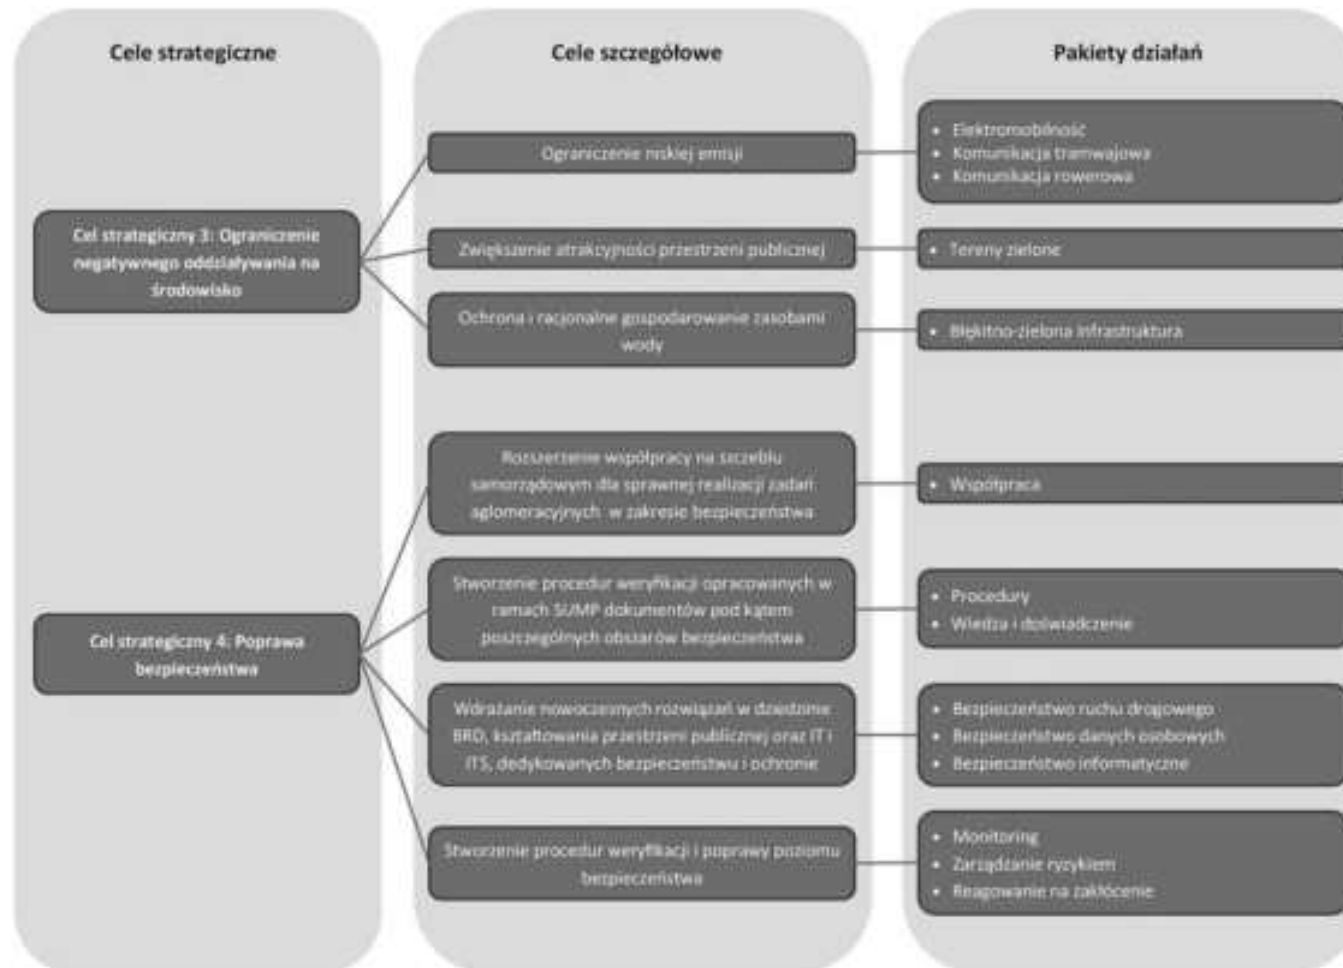 Cele strategiczne
Cele szczegółowe
Pakiety działań
Cel strategiczny 3: Ograniczenie
negatywnego oddziaływania na
środowisko
Ograniczenie niskiej emisji
• Elektromobilność
• Komunikacja tramwajowa
• Komunikacja rowerowa
Zwiększenie atrakcyjności przestrzeni publicznej
• Tereny zielone
Ochrona i racjonalne gospodarowanie zasobami
wody
• Błękitno-zielona infrastruktura
Cel strategiczny 4: Poprawa
bezpieczeństwa
Rozszerzenie współpracy na szczeblu
samorządowym dla sprawnej realizacji zadań
aglomeracyjnych w zakresie bezpieczeństwa
• Współpraca
Stworzenie procedur weryfikacji opracowanych w
ramach SUMP dokumentów pod kątem
poszczególnych obszarów bezpieczeństwa
• Procedury
• Wiedza i doświadczenie
Wdrażanie nowoczesnych rozwiązań w dziedzinie
BRD, kształtowania przestrzeni publicznej oraz IT i
ITS, dedykowanych bezpieczeństwu i ochronie
• Bezpieczeństwo ruchu drogowego
• Bezpieczeństwo danych osobowych
• Bezpieczeństwo informatyczne
Stworzenie procedur weryfikacji i poprawy poziomu
bezpieczeństwa
• Monitoring
• Zarządzanie ryzykiem
• Reagowanie na zakłócenie